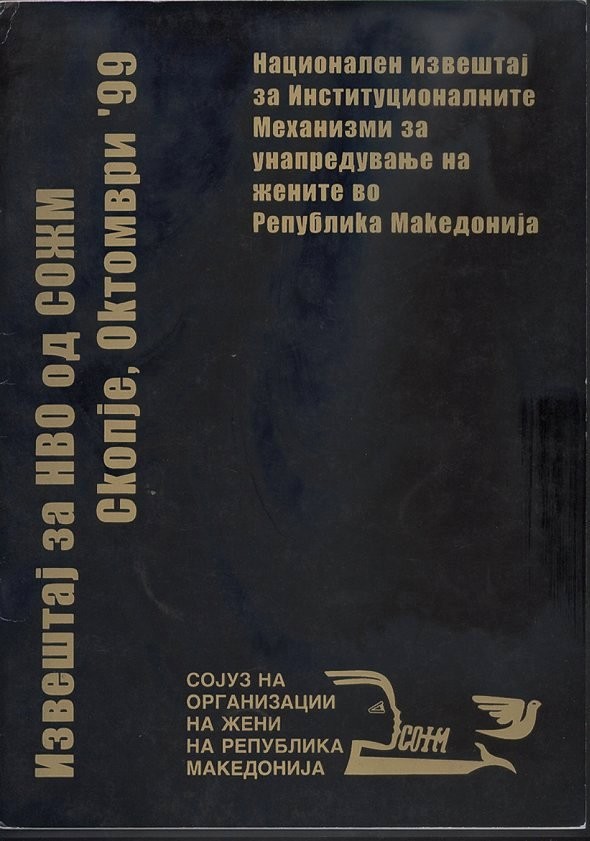 Национален извештај
за Институционалните
Механизми за
унапредување на
жените во
Република Македонија
Извештај за НВО од СОЖМ
Скопје, Октомври '99
СОЈУЗ НА
ОРГАНИЗАЦИИ
НА ЖЕНИ
НА РЕПУБЛИКА
МАКЕДОНИЈА
СОЖМ